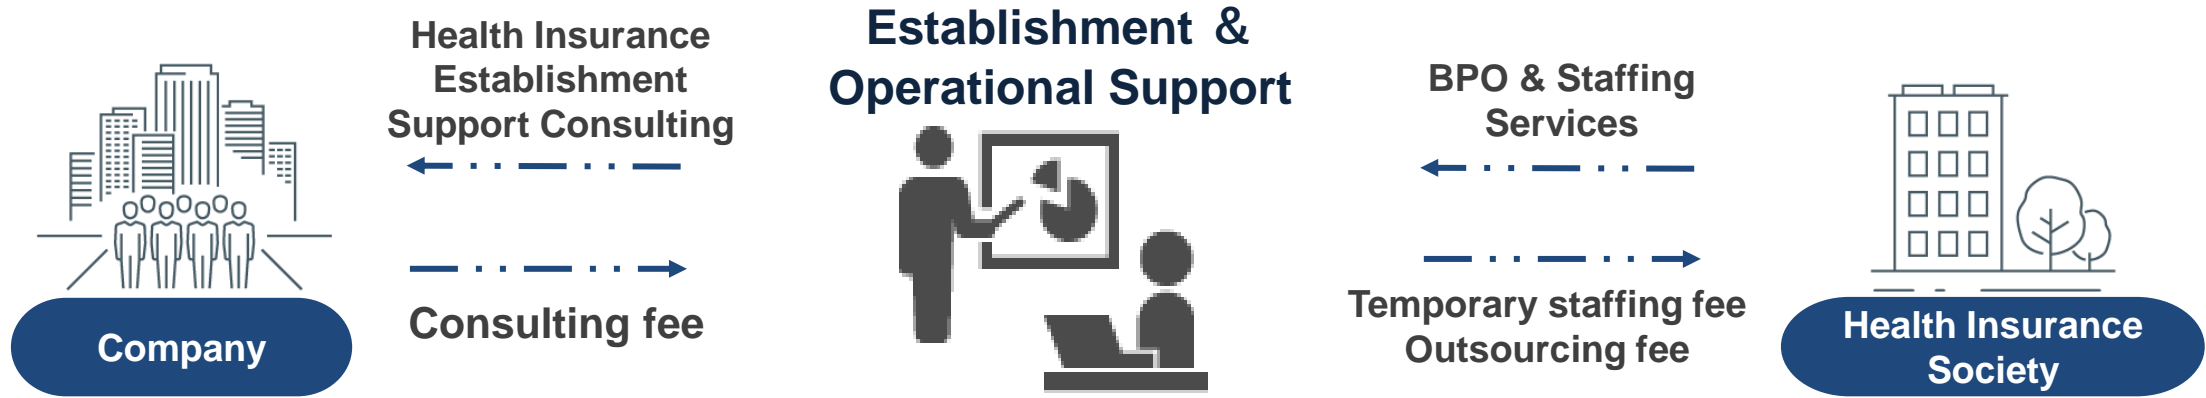 Health Insurance
Establishment
Support Consulting
Consulting fee
Company
Establishment &
Operational Support
BPO & Staffing
Services
Temporary staffing fee
Outsourcing fee
Health Insurance
Society